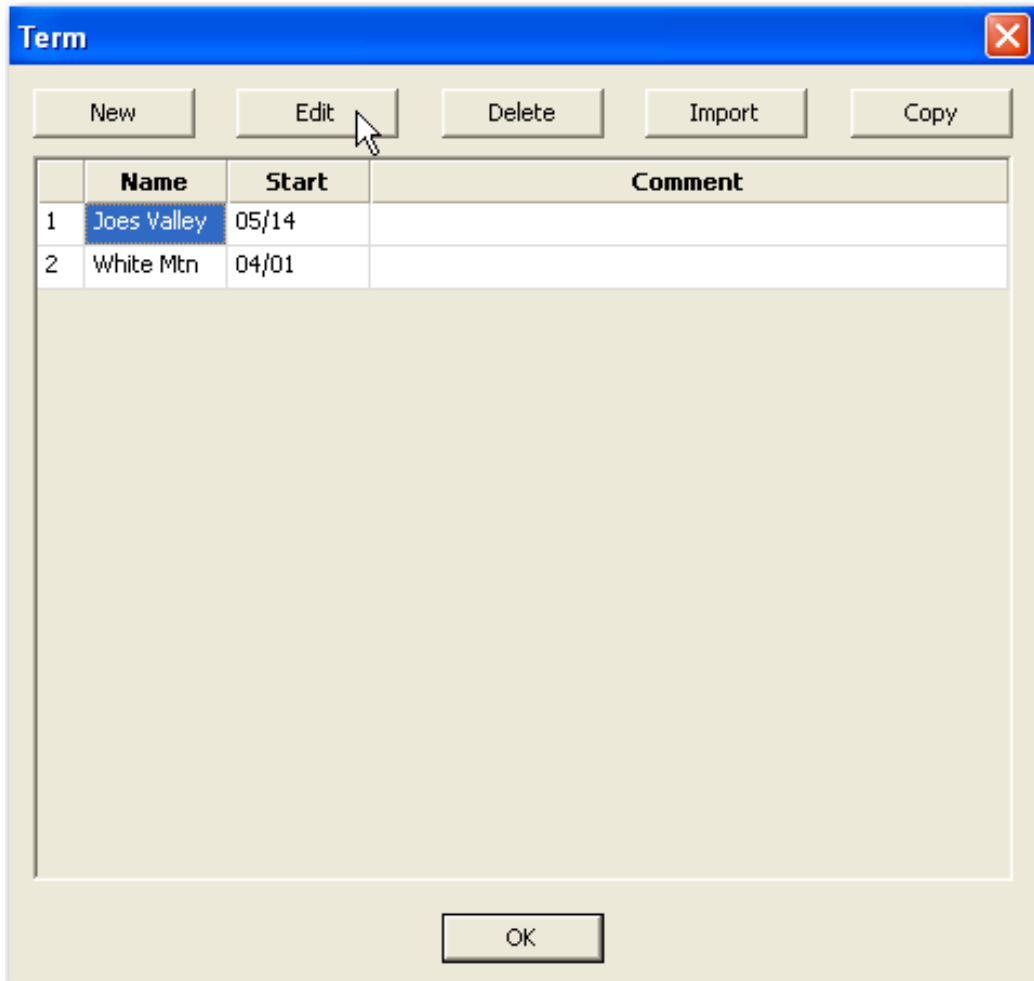 Term
New Edit Delete Import Copy
Name Start Comment
1 Joes Valley 05/14
2 White Mtn 04/01
OK